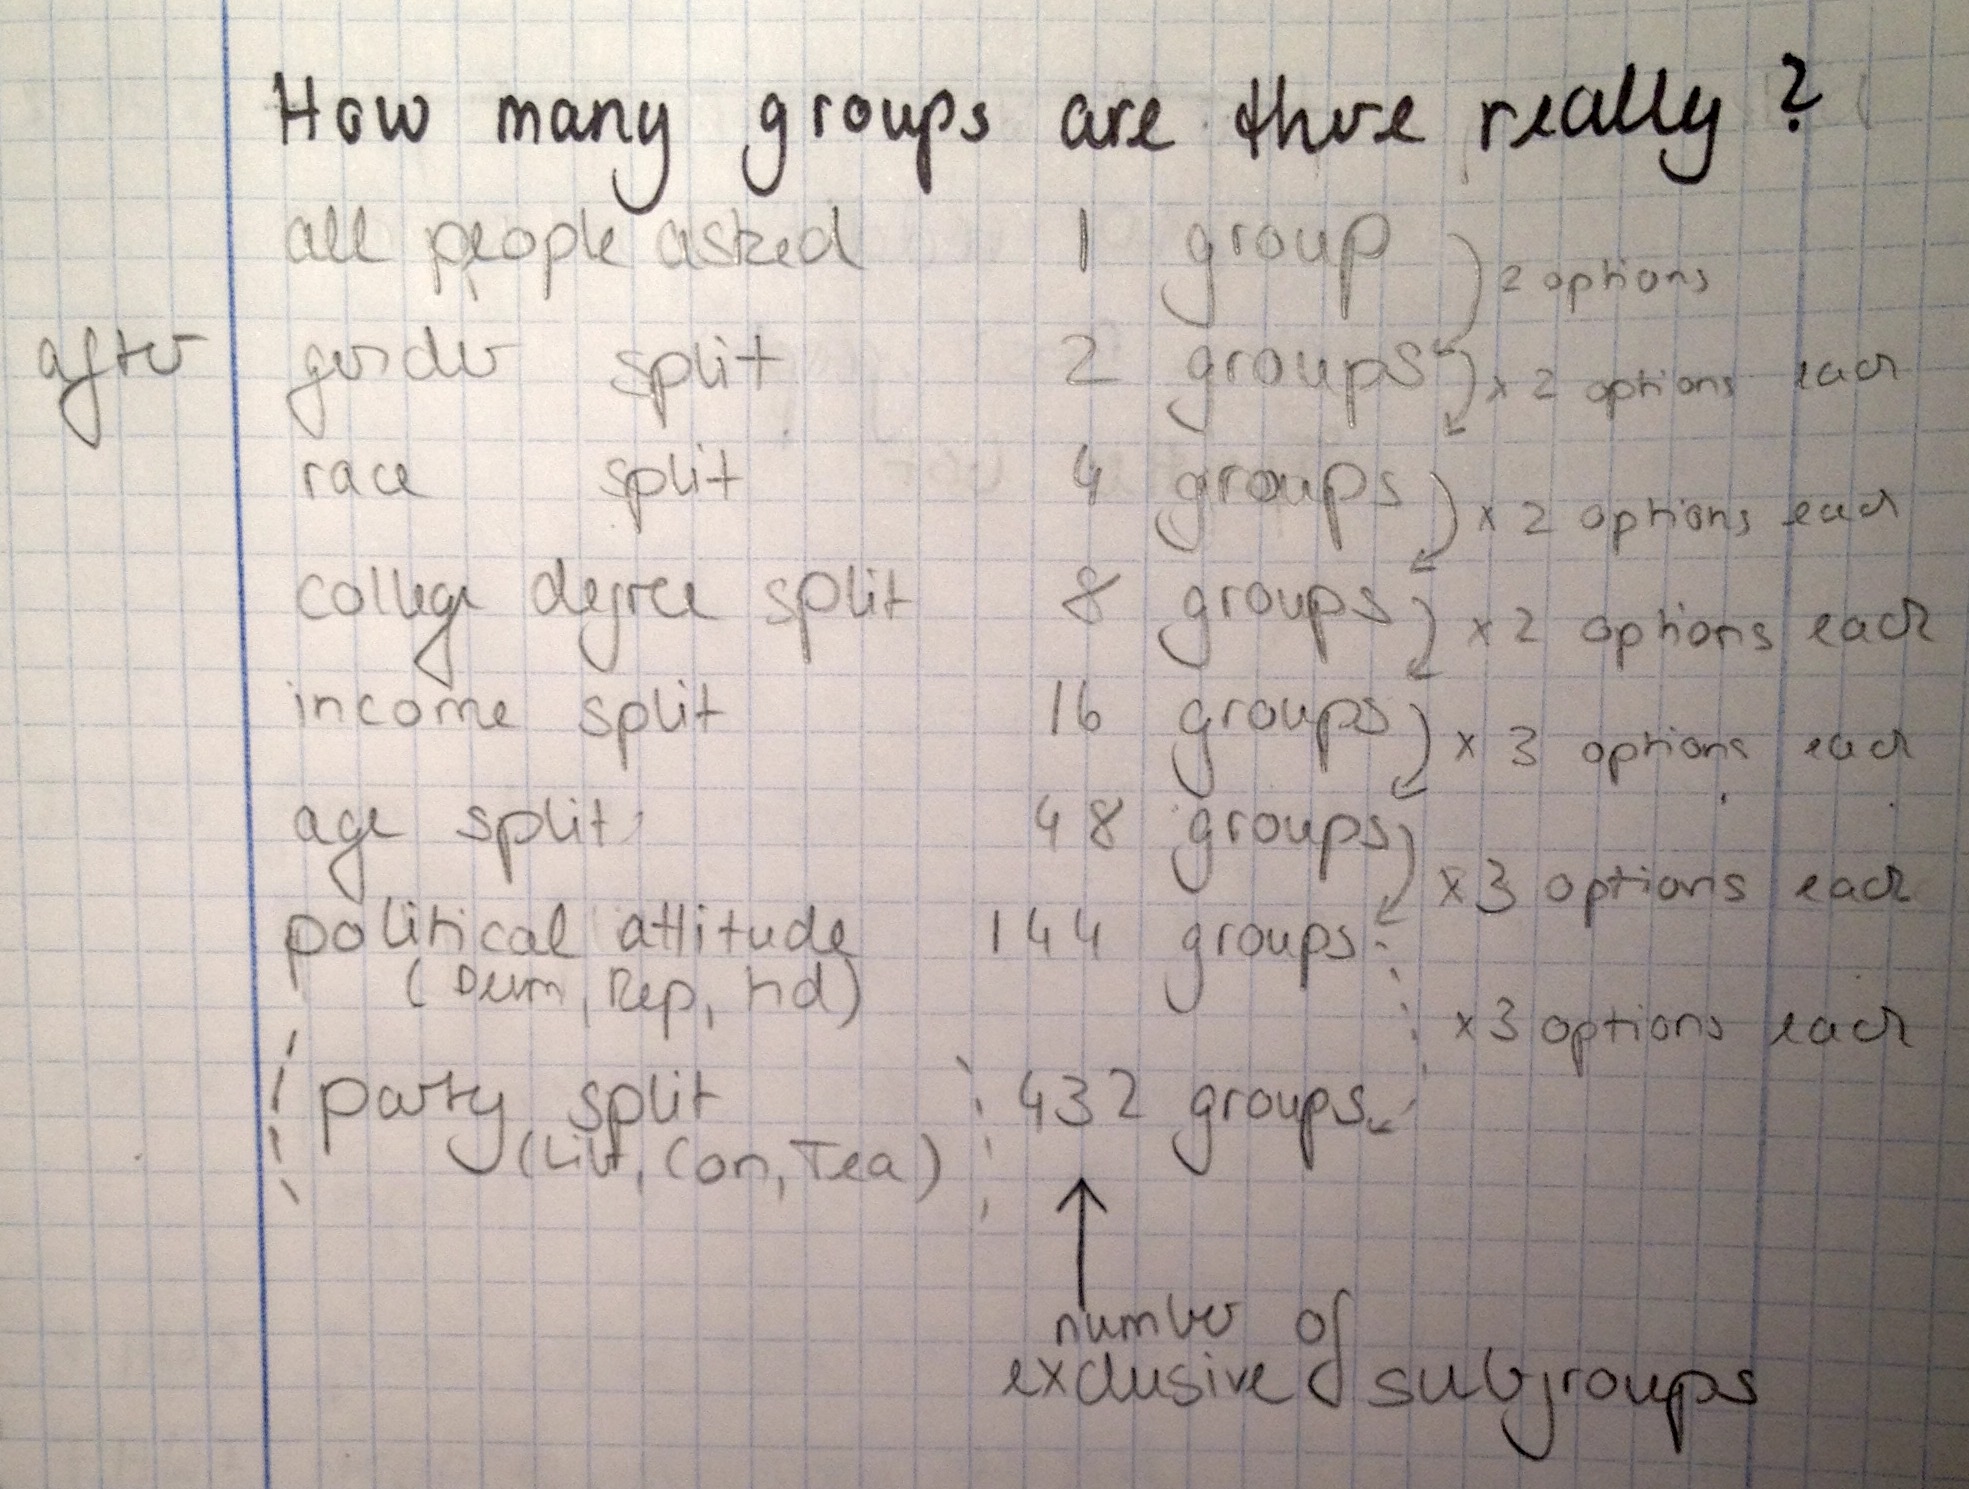 How many groups are there really?
all people asked 1 group
2 options
after gender split 2 groups
x 2 options each
race split 4 groups
x 2 options each
college degree split 8 groups
x 2 options each
income split 16 groups
x 3 options each
age split 48 groups
x 3 options each
political attitude 144 groups
(Dem, Rep, Ind)
x 3 options each
party split 432 groups
(Lib, Con, Tea)
number of
exclusive subgroups